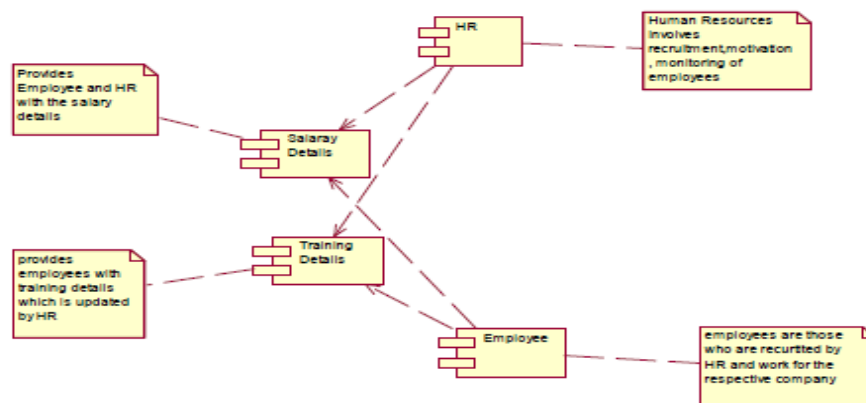 HR
Human Resources
involves
recruitment,motivation
, monitoring of
employees
Provides
Employee and HR
with the salary
details
Salaray
Details
Training
Details
provides
employees with
training details
which is updated
by HR
Employee
employees are those
who are recurtited by
HR and work for the
respective company